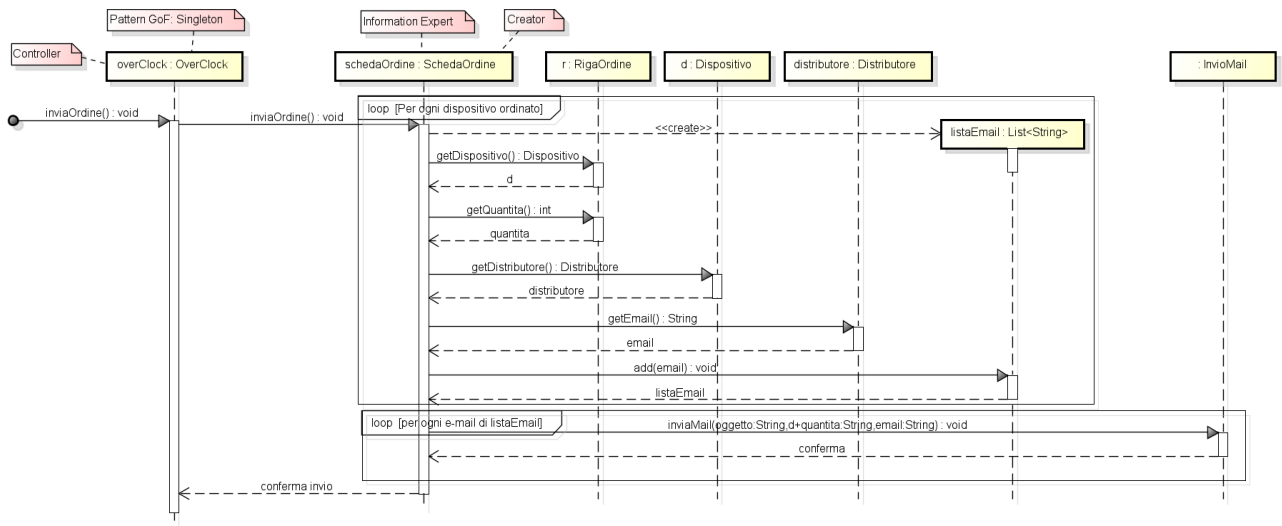 Pattern GoF: Singleton
Information Expert
Creator
Controller
overClock : OverClock
schedaOrdine : SchedaOrdine
r : RigaOrdine
d : Dispositivo
distributore : Distributore
: InvioMail
loop [Per ogni dispositivo ordinato]
inviaOrdine() : void
inviaOrdine() : void
<<create>>
listaEmail : List<String>
getDispositivo() : Dispositivo
d
getQuantita() : int
quantita
getDistributore() : Distributore
distributore
getEmail() : String
email
add(email) : void
listaEmail
loop [per ogni e-mail di listaEmail]
inviaMail(oggetto:String,d+quantita:String,email:String) : void
conferma
conferma invio